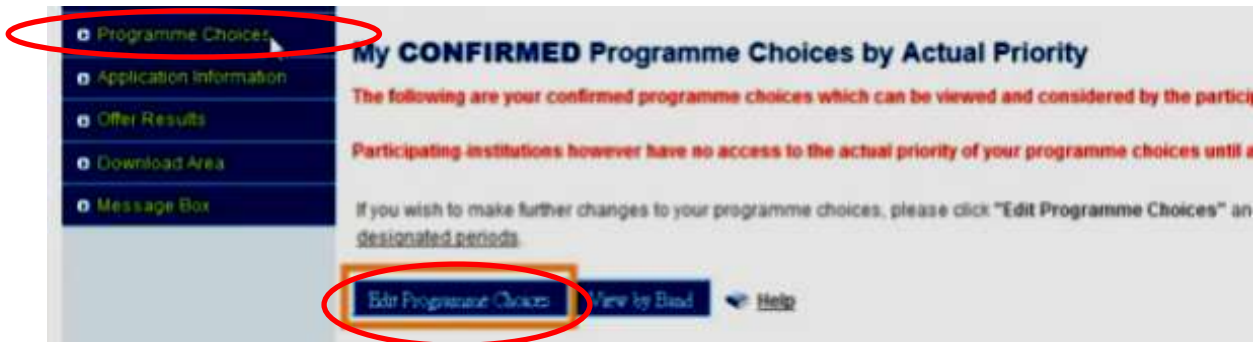 Programme Choices
Application Information
Offer Results
Download Area
Message Box
My CONFIRMED Programme Choices by Actual Priority
The following are your confirmed programme choices which can be viewed and considered by the
Participating institutions however have no access to the actual priority of your programme choices until
If you wish to make further changes to your programme choices, please click "Edit Programme Choices"
designated periods.
Edit Programme Choices View by Band Help